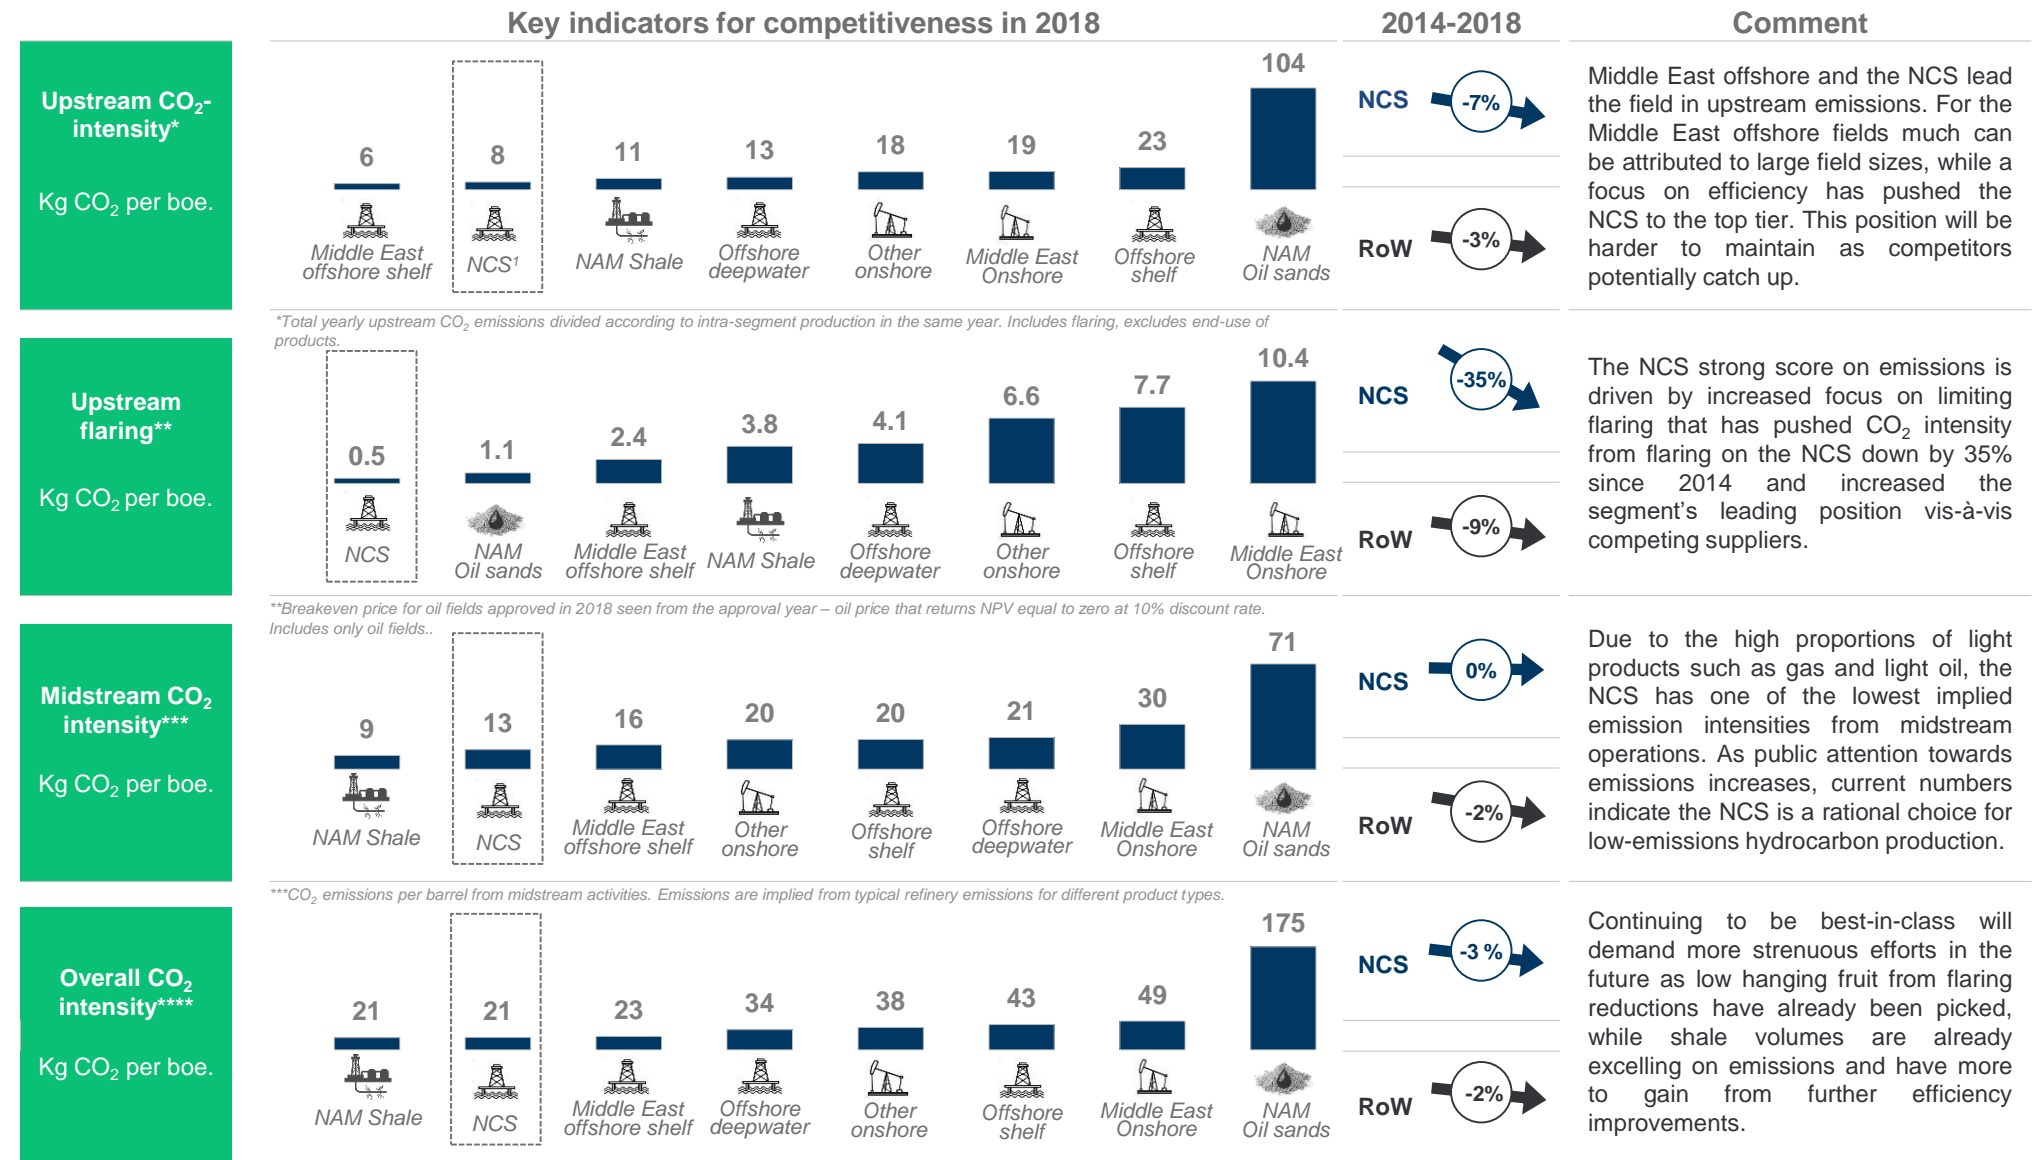 Key indicators for competitiveness in 2018
2014-2018
Comment
Upstream CO2-
intensity*
Kg CO2 per boe.
6
8
11
13
18
19
23
104
Middle East
offshore shelf
NCS1
NAM Shale
Offshore
deepwater
Other
onshore
Middle East
Onshore
Offshore
shelf
NAM
Oil sands
NCS
-7%
RoW
-3%
Middle East offshore and the NCS lead
the field in upstream emissions. For the
Middle East offshore fields much can
be attributed to large field sizes, while a
focus on efficiency has pushed the
NCS to the top tier. This position will be
harder to maintain as competitors
potentially catch up.
*Total yearly upstream CO2 emissions divided according to intra-segment production in the same year. Includes flaring, excludes end-use of
products.
Upstream
flaring**
Kg CO2 per boe.
0.5
1.1
2.4
3.8
4.1
6.6
7.7
10.4
NCS
NAM
Oil sands
Middle East
offshore shelf
NAM Shale
Offshore
deepwater
Other
onshore
Offshore
shelf
Middle East
Onshore
NCS
-35%
RoW
-9%
The NCS strong score on emissions is
driven by increased focus on limiting
flaring that has pushed CO2 intensity
from flaring on the NCS down by 35%
since 2014 and increased the
segment's leading position vis-à-vis
competing suppliers.
**Breakeven price for oil fields approved in 2018 seen from the approval year – oil price that returns NPV equal to zero at 10% discount rate.
Includes only oil fields..
Midstream CO2
intensity***
Kg CO2 per boe.
9
13
16
20
20
21
30
71
NAM Shale
NCS
Middle East
offshore shelf
Other
onshore
Offshore
shelf
Offshore
deepwater
Middle East
Onshore
NAM
Oil sands
NCS
0%
RoW
-2%
Due to the high proportions of light
products such as gas and light oil, the
NCS has one of the lowest implied
emission intensities from midstream
operations. As public attention towards
emissions increases, current numbers
indicate the NCS is a rational choice for
low-emissions hydrocarbon production.
***CO2 emissions per barrel from midstream activities. Emissions are implied from typical refinery emissions for different product types.
Overall CO2
intensity****
Kg CO2 per boe.
21
21
23
34
38
43
49
175
NAM Shale
NCS
Middle East
offshore shelf
Offshore
deepwater
Other
onshore
Offshore
shelf
Middle East
Onshore
NAM
Oil sands
NCS
-3 %
RoW
-2%
Continuing to be best-in-class will
demand more strenuous efforts in the
future as low hanging fruit from flaring
reductions have already been picked,
while shale volumes are already
excelling on emissions and have more
to gain from further efficiency
improvements.